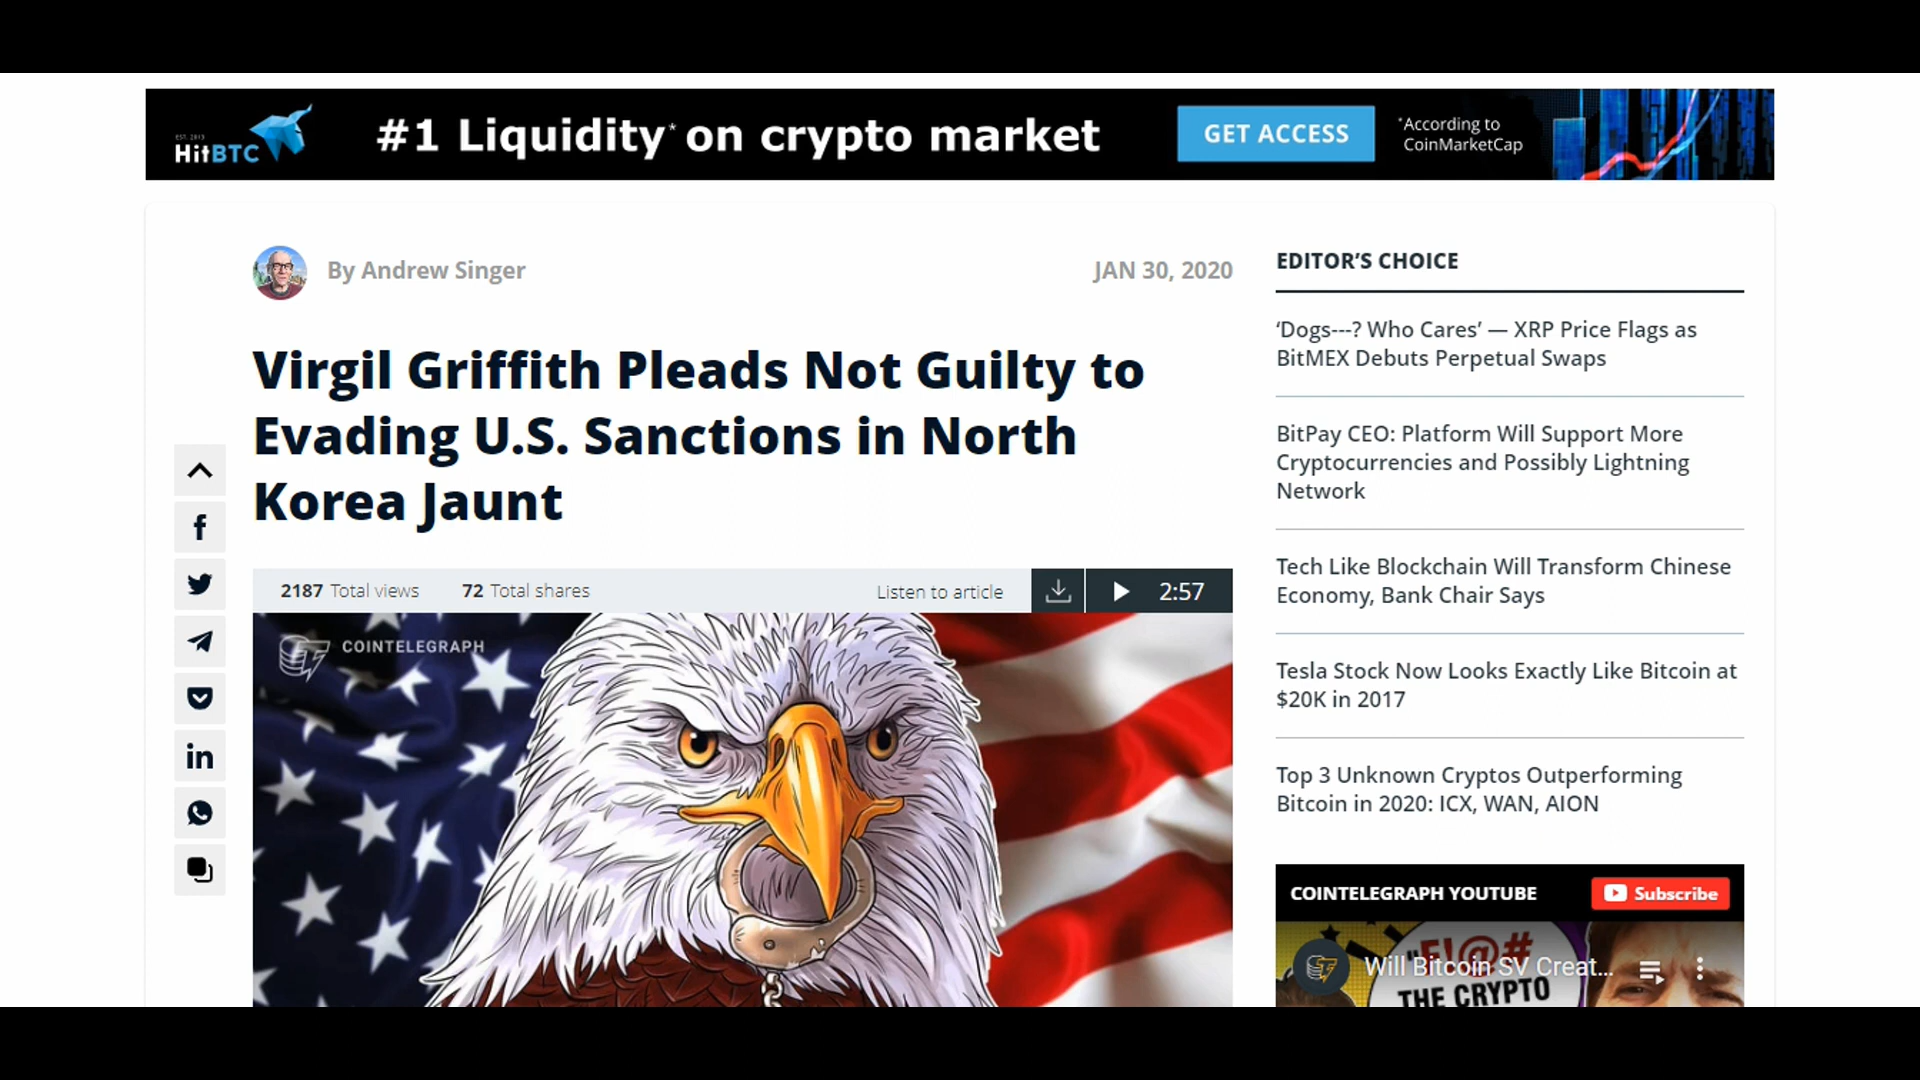 EST. 2013
HitBTC
#1 Liquidity* on crypto market
GET ACCESS
*According to
CoinMarketCap
By Andrew Singer
JAN 30, 2020
Virgil Griffith Pleads Not Guilty to
Evading U.S. Sanctions in North
Korea Jaunt
2187 Total views
72 Total shares
Listen to article
2:57
COINTELEGRAPH
EDITOR’S CHOICE
‘Dogs---? Who Cares’ — XRP Price Flags as
BitMEX Debuts Perpetual Swaps
BitPay CEO: Platform Will Support More
Cryptocurrencies and Possibly Lightning
Network
Tech Like Blockchain Will Transform Chinese
Economy, Bank Chair Says
Tesla Stock Now Looks Exactly Like Bitcoin at
$20K in 2017
Top 3 Unknown Cryptos Outperforming
Bitcoin in 2020: ICX, WAN, AION
COINTELEGRAPH YOUTUBE
Subscribe
"F!@#
Will Bitcoin SV Creat...
THE CRYPTO